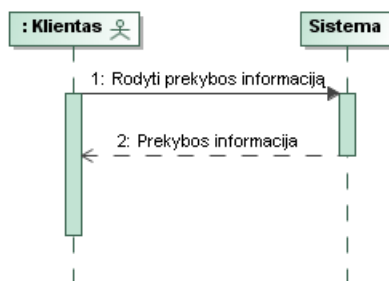 : Klientas
Sistema
1: Rodyti prekybos informaciją
2: Prekybos informacija